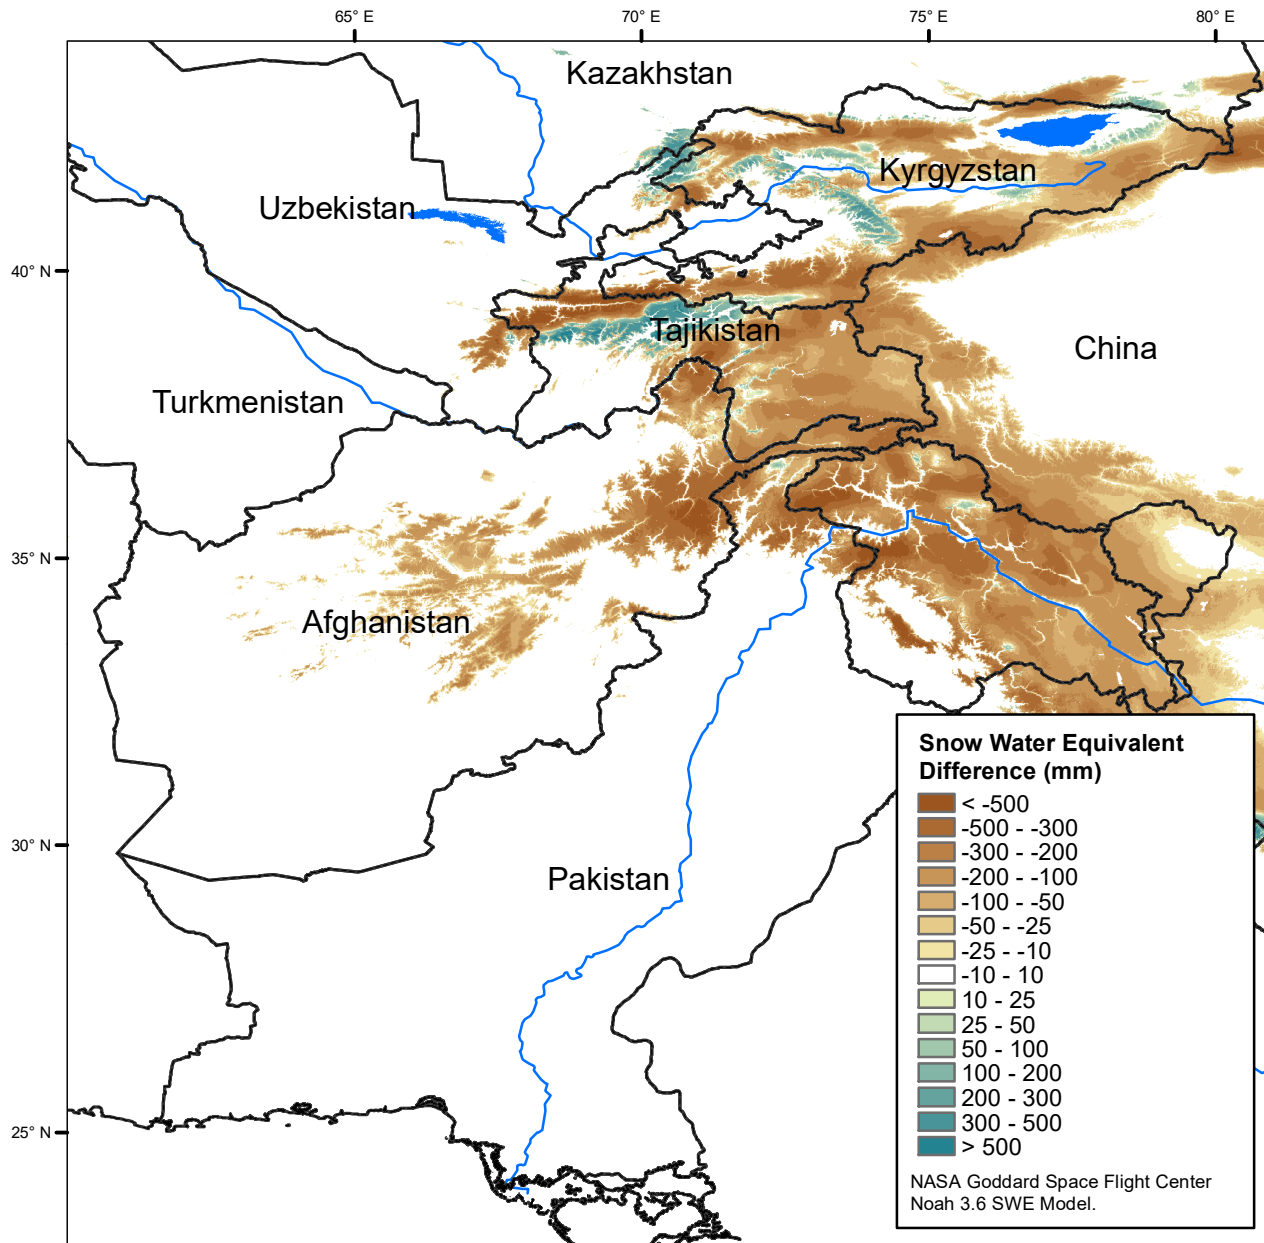 65° E
70° E
75° E
80° E
Kazakhstan
Kyrgyzstan
Uzbekistan
40° N
Tajikistan
China
Turkmenistan
35° N
Afghanistan
Snow Water Equivalent
Difference (mm)
< -500
-500 - -300
-300 - -200
-200 - -100
-100 - -50
-50 - -25
-25 - -10
-10 - 10
10 - 25
25 - 50
50 - 100
100 - 200
200 - 300
300 - 500
> 500
30° N
Pakistan
25° N
NASA Goddard Space Flight Center
Noah 3.6 SWE Model.